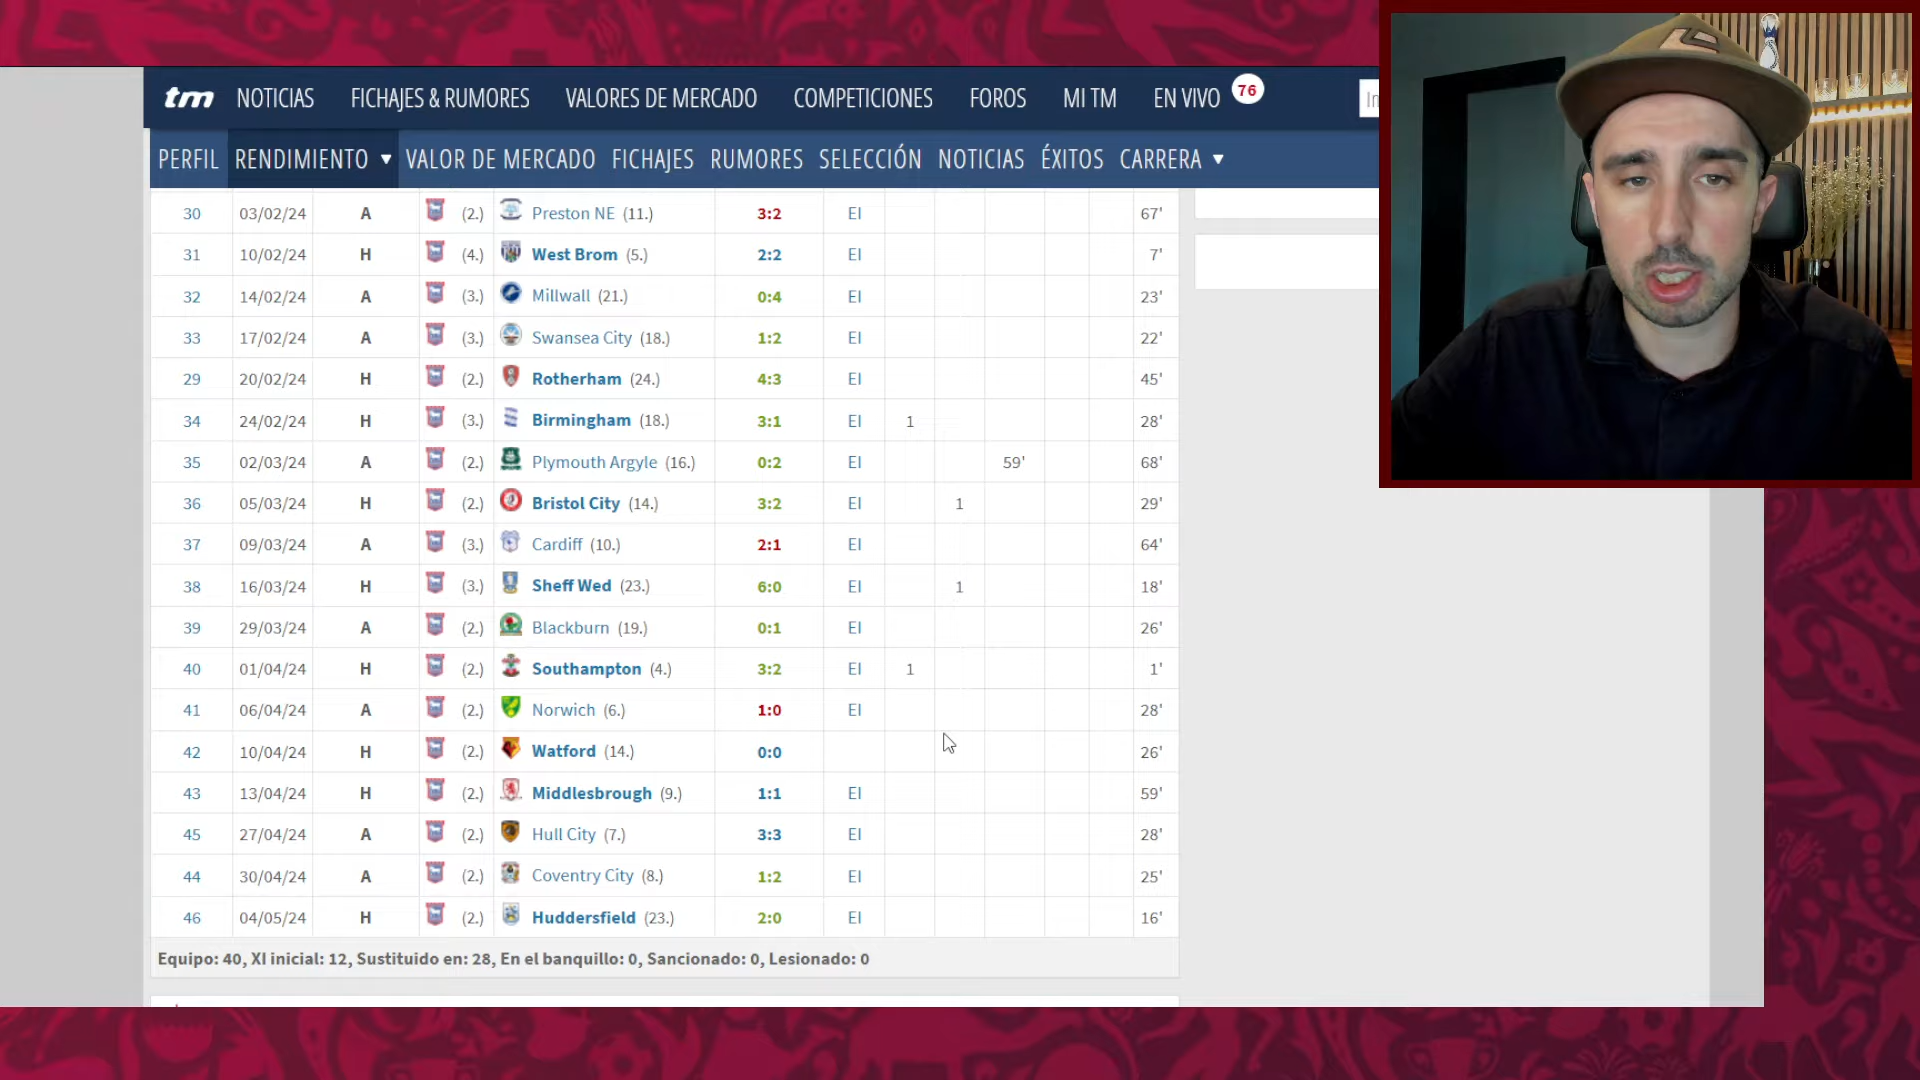 tm NOTICIAS FICHAJES & RUMORES VALORES DE MERCADO COMPETICIONES FOROS MI TM EN VIVO 76
PERFIL RENDIMIENTO ▼ VALOR DE MERCADO FICHAJES RUMORES SELECCIÓN NOTICIAS ÉXITOS CARRERA ▼
30 03/02/24 A (2.) Preston NE (11.) 3:2 EI 67'
31 10/02/24 H (4.) West Brom (5.) 2:2 EI 7'
32 14/02/24 A (3.) Millwall (21.) 0:4 EI 23'
33 17/02/24 A (3.) Swansea City (18.) 1:2 EI 22'
29 20/02/24 H (2.) Rotherham (24.) 4:3 EI 45'
34 24/02/24 H (3.) Birmingham (18.) 3:1 EI 1 28'
35 02/03/24 A (2.) Plymouth Argyle (16.) 0:2 EI 59' 68'
36 05/03/24 H (2.) Bristol City (14.) 3:2 EI 1 29'
37 09/03/24 A (3.) Cardiff (10.) 2:1 EI 64'
38 16/03/24 H (3.) Sheff Wed (23.) 6:0 EI 1 18'
39 29/03/24 A (2.) Blackburn (19.) 0:1 EI 26'
40 01/04/24 H (2.) Southampton (4.) 3:2 EI 1 1'
41 06/04/24 A (2.) Norwich (6.) 1:0 EI 28'
42 10/04/24 H (2.) Watford (14.) 0:0 26'
43 13/04/24 H (2.) Middlesbrough (9.) 1:1 EI 59'
45 27/04/24 A (2.) Hull City (7.) 3:3 EI 28'
44 30/04/24 A (2.) Coventry City (8.) 1:2 EI 25'
46 04/05/24 H (2.) Huddersfield (23.) 2:0 EI 16'
Equipo: 40, XI inicial: 12, Sustituido en: 28, En el banquillo: 0, Sancionado: 0, Lesionado: 0